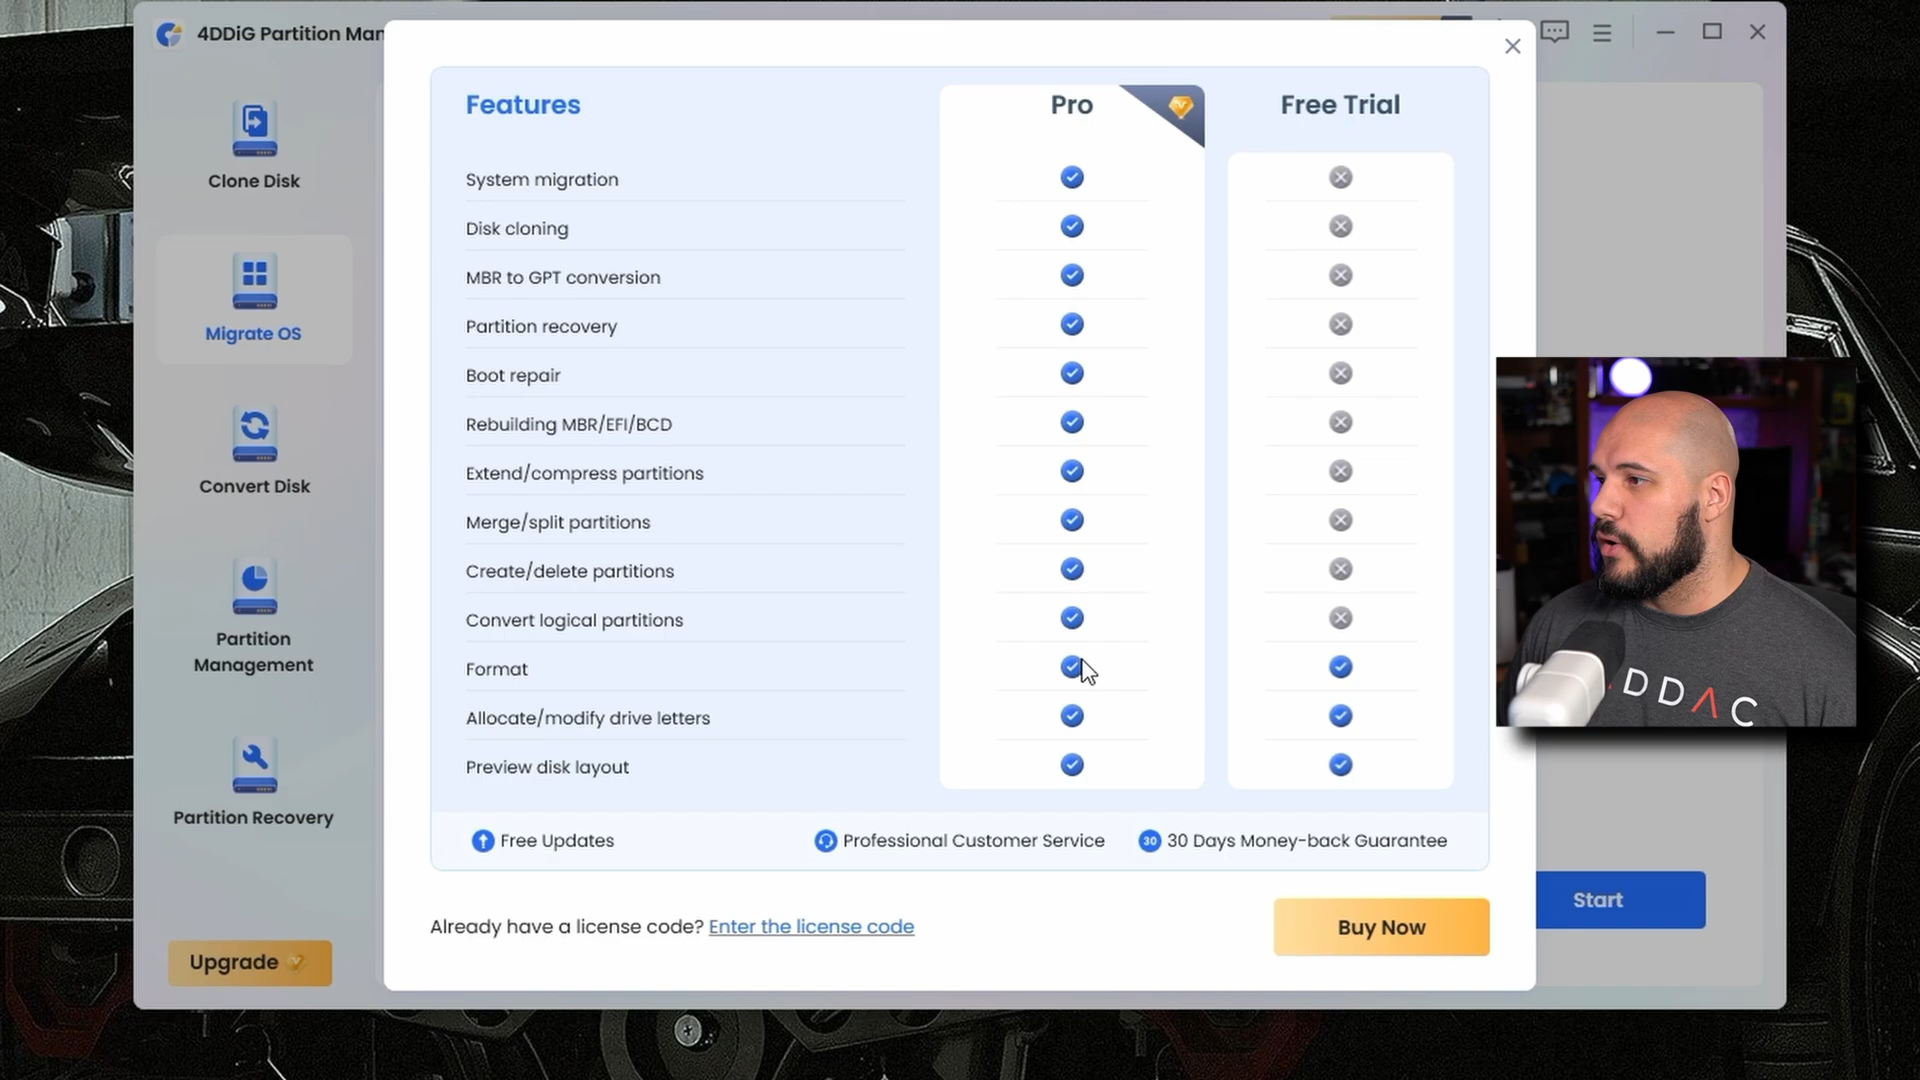 4DDiG Partition Man
Clone Disk
Migrate OS
Convert Disk
Partition
Management
Partition Recovery
Upgrade
Features
Pro
Free Trial
System migration
Disk cloning
MBR to GPT conversion
Partition recovery
Boot repair
Rebuilding MBR/EFI/BCD
Extend/compress partitions
Merge/split partitions
Create/delete partitions
Convert logical partitions
Format
Allocate/modify drive letters
Preview disk layout
Free Updates
Professional Customer Service
30 30 Days Money-back Guarantee
Already have a license code? Enter the license code
Buy Now
Start
DDAC